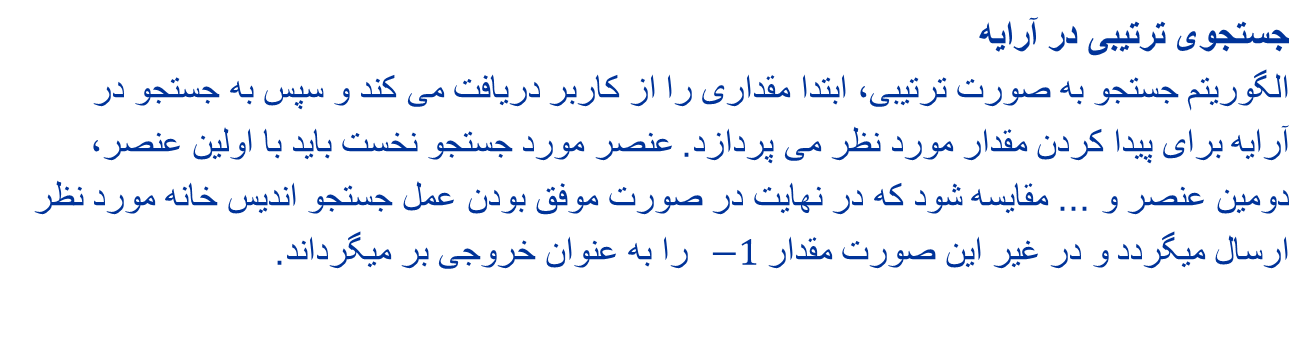 جستجوی ترتیبی در آرایه
الگوریتم جستجو به صورت ترتیبی، ابتدا مقداری را از کاربر دریافت می کند و سپس به جستجو در
آرایه برای پیدا کردن مقدار مورد نظر می پردازد. عنصر مورد جستجو نخست باید با اولین عنصر،
دومین عنصر و ... مقایسه شود که در نهایت در صورت موفق بودن عمل جستجو اندیس خانه مورد نظر
ارسال میگردد و در غیر این صورت مقدار 1− را به عنوان خروجی بر میگرداند.